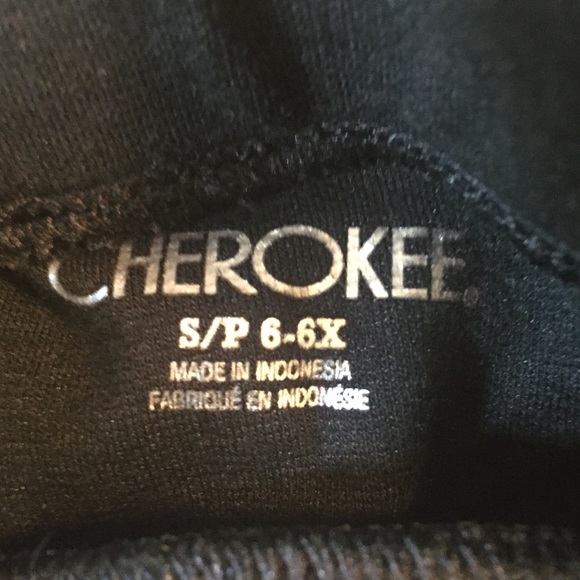 CHEROKEE.
S/P 6-6X
MADE IN INDONESIA
FABRIQUÉ EN INDONÉSIE